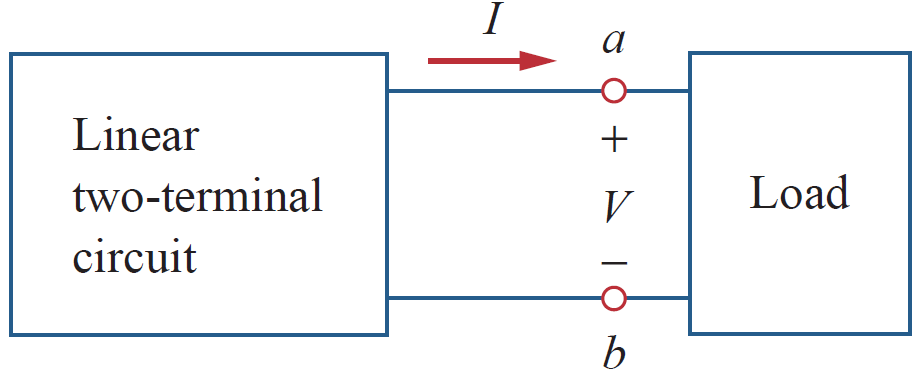 I
a
Linear
two-terminal
circuit
+
V
–
Load
b